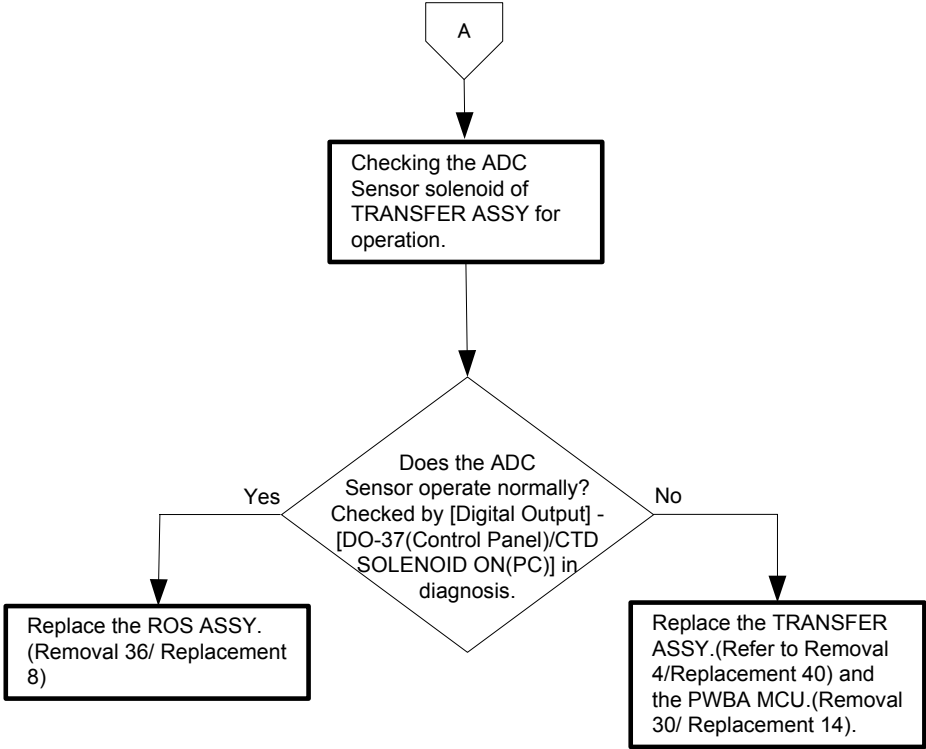 A
Checking the ADC
Sensor solenoid of
TRANSFER ASSY for
operation.
Does the ADC
Sensor operate normally?
Checked by [Digital Output] -
[DO-37(Control Panel)/CTD
SOLENOID ON(PC)] in
diagnosis.
Yes
No
Replace the ROS ASSY.
(Removal 36/ Replacement
8)
Replace the TRANSFER
ASSY.(Refer to Removal
4/Replacement 40) and
the PWBA MCU.(Removal
30/ Replacement 14).